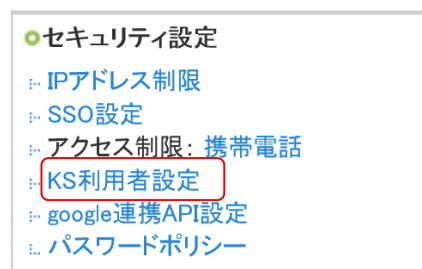 セキュリティ設定
IPアドレス制限
SSO設定
アクセス制限: 携帯電話
KS利用者設定
google連携API設定
パスワードポリシー